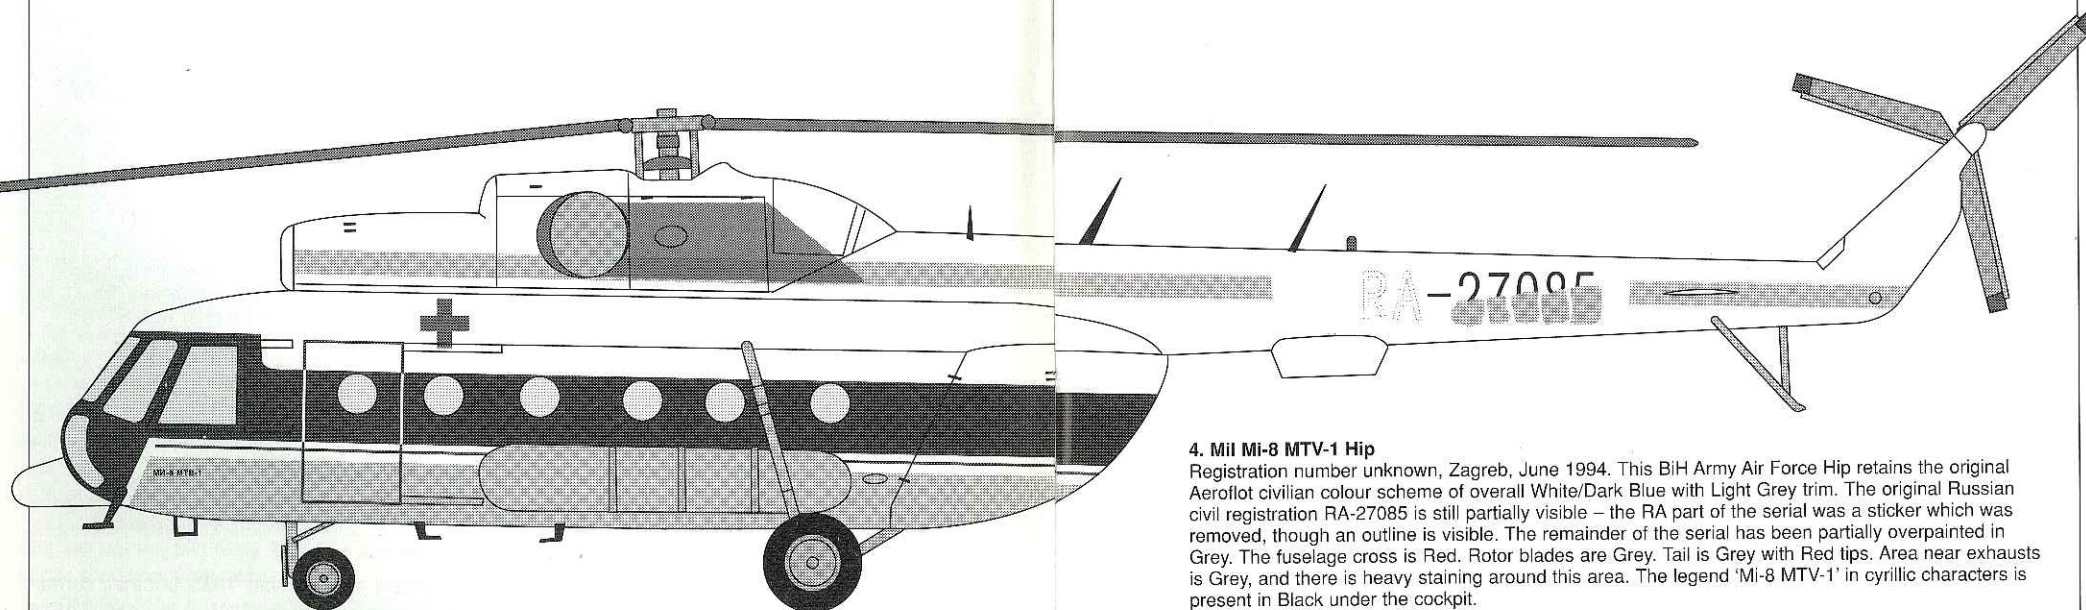 RA-27085
МИ-8 МТВ-1
4. Mil Mi-8 MTV-1 Hip
Registration number unknown, Zagreb, June 1994. This BiH Army Air Force Hip retains the original
Aeroflot civilian colour scheme of overall White/Dark Blue with Light Grey trim. The original Russian
civil registration RA-27085 is still partially visible – the RA part of the serial was a sticker which was
removed, though an outline is visible. The remainder of the serial has been partially overpainted in
Grey. The fuselage cross is Red. Rotor blades are Grey. Tail is Grey with Red tips. Area near exhausts
is Grey, and there is heavy staining around this area. The legend ‘Mi-8 MTV-1’ in cyrillic characters is
present in Black under the cockpit.